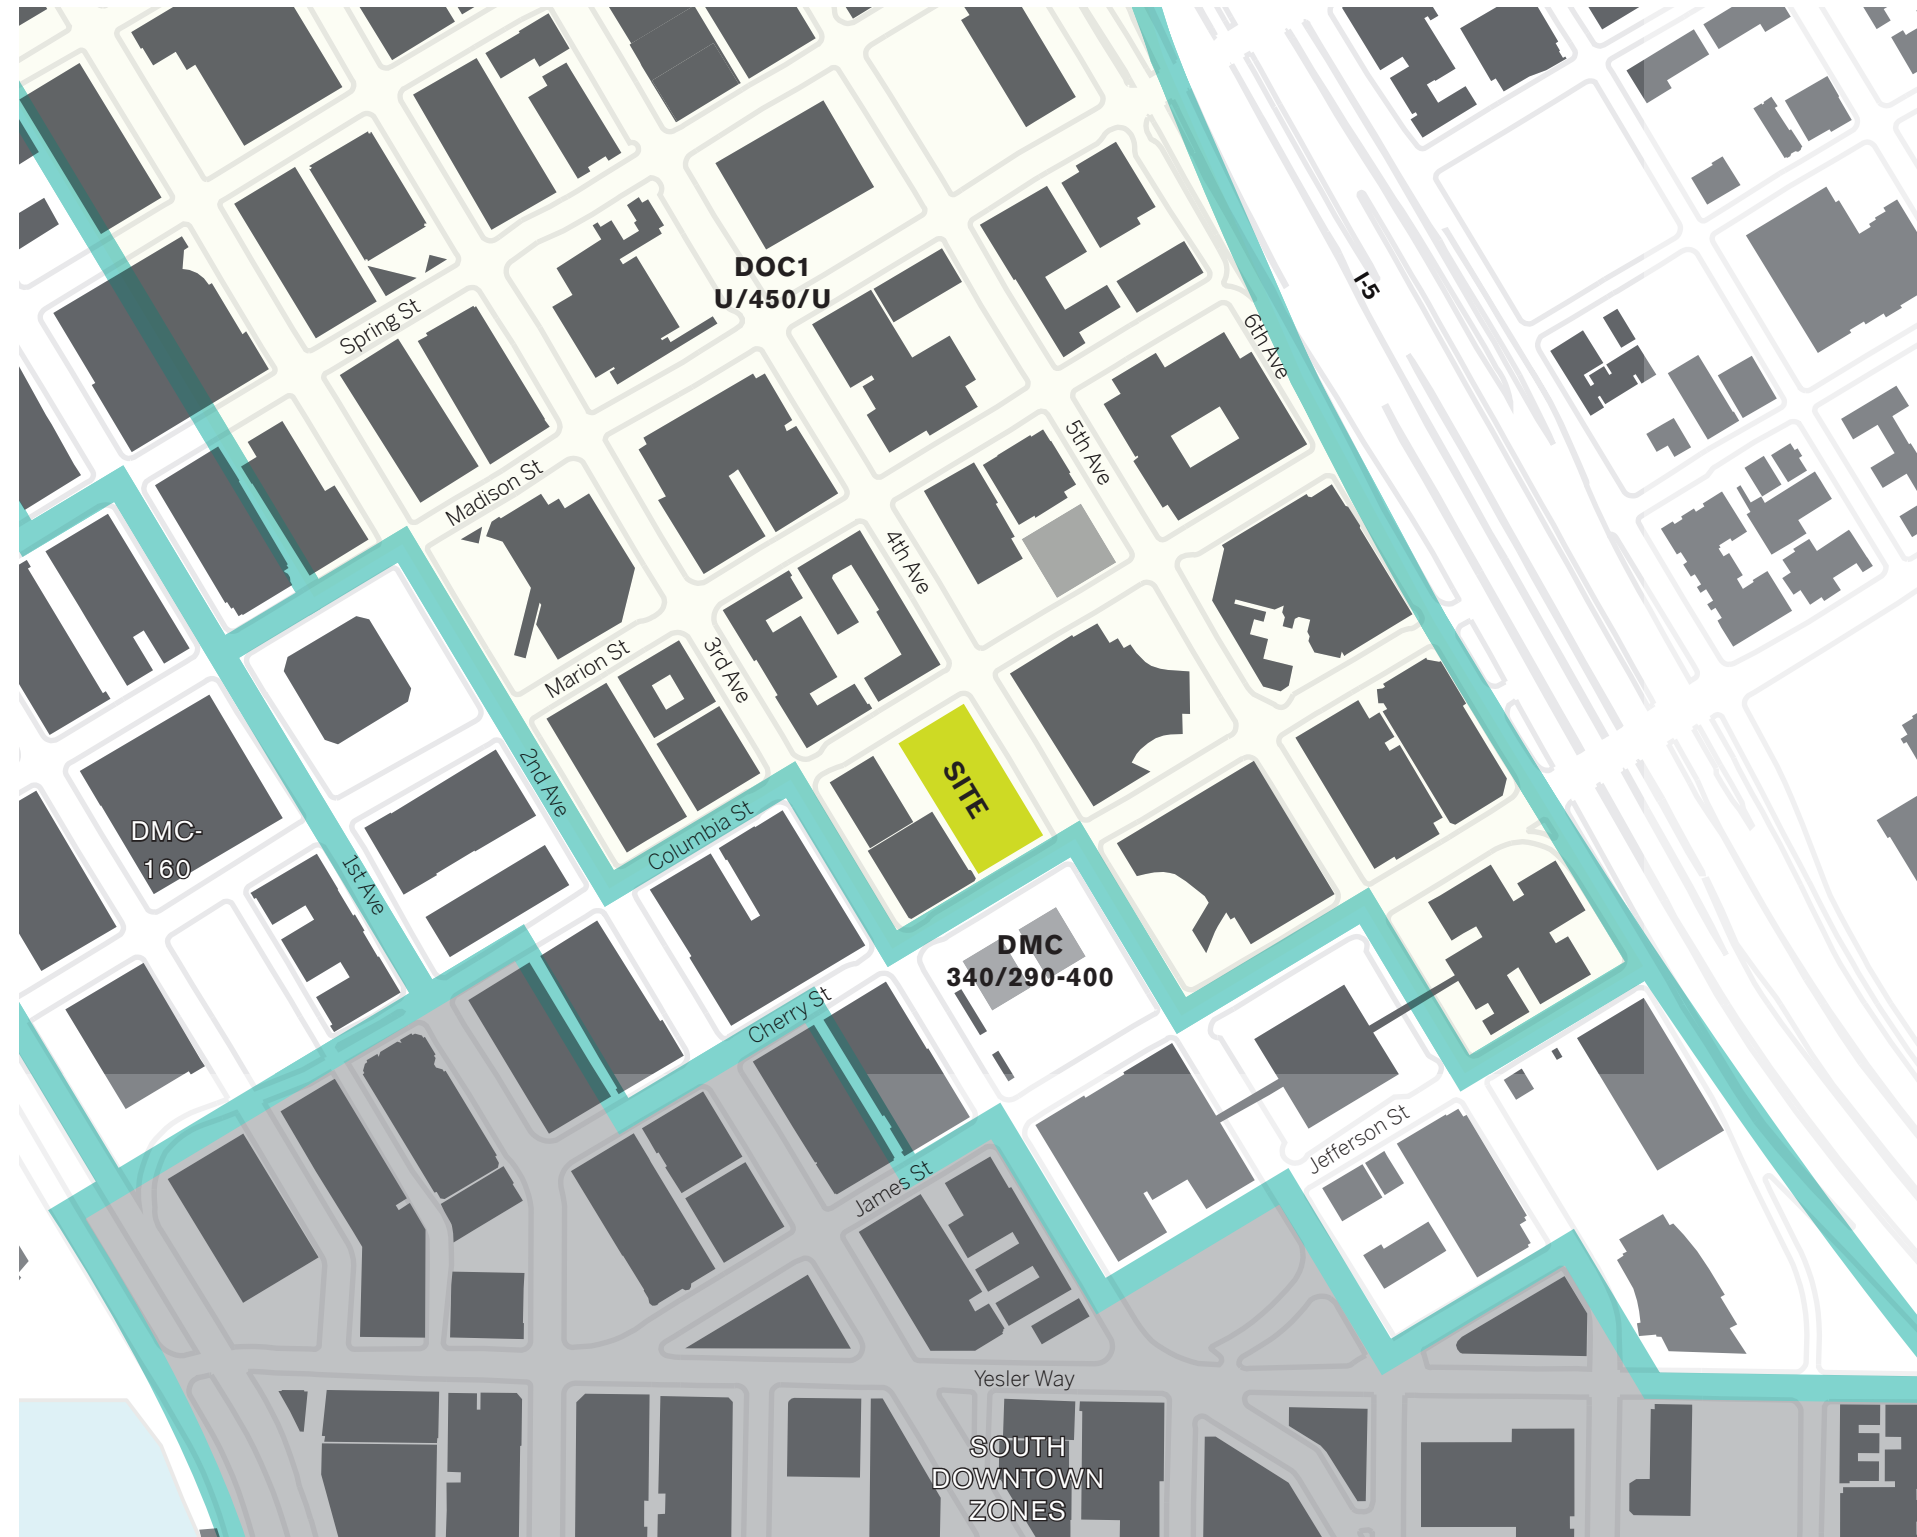 DOC1
U/450/U
I-5
Spring St
6th Ave
5th Ave
Madison St
4th Ave
Marion St
3rd Ave
2nd Ave
SITE
Columbia St
DMC-
160
1st Ave
DMC
340/290-400
Cherry St
Jefferson St
James St
Yesler Way
SOUTH
DOWNTOWN
ZONES